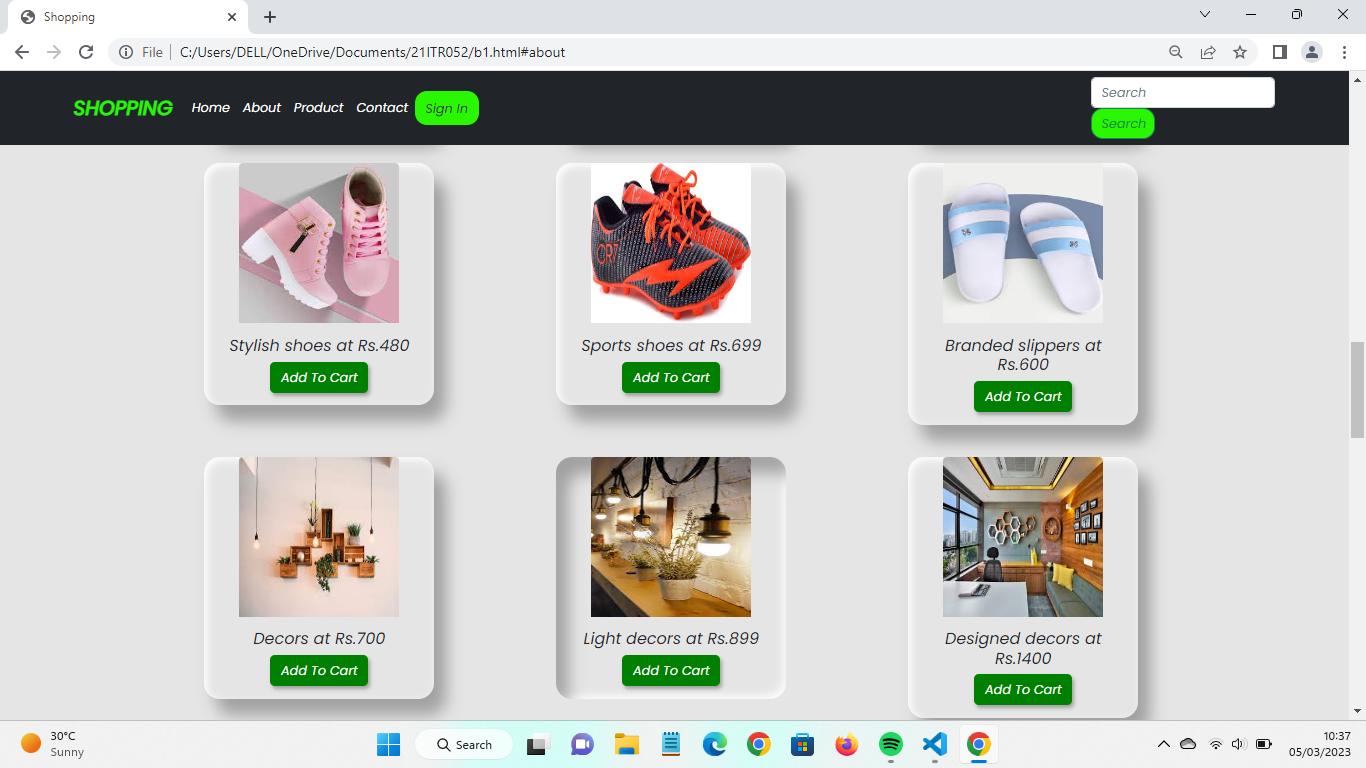 Shopping
File
C:/Users/DELL/OneDrive/Documents/21ITR052/b1.html#about
SHOPPING
Home
About
Product
Contact
Sign In
Search
Search
CR7
Stylish shoes at Rs.480
Add To Cart
Sports shoes at Rs.699
Add To Cart
Branded slippers at
Rs.600
Add To Cart
Decors at Rs.700
Add To Cart
Light decors at Rs.899
Add To Cart
Designed decors at
Rs.1400
Add To Cart
30°C
Sunny
Search
10:37
05/03/2023